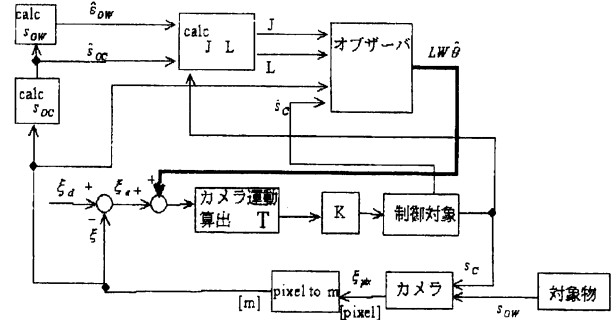 calc
s_OW
ŝ_OW
calc
J L
J
L
オブザーバ
LWθ̂
ŝ_OC
calc
s_OC
ṡ_C
ξ_d
+
ξ_e
+
+
−
ξ
カメラ運動
算出 T
K
制御対象
s_C
[m]
pixel to m
ξ_pix
[pixel]
カメラ
s_OW
対象物